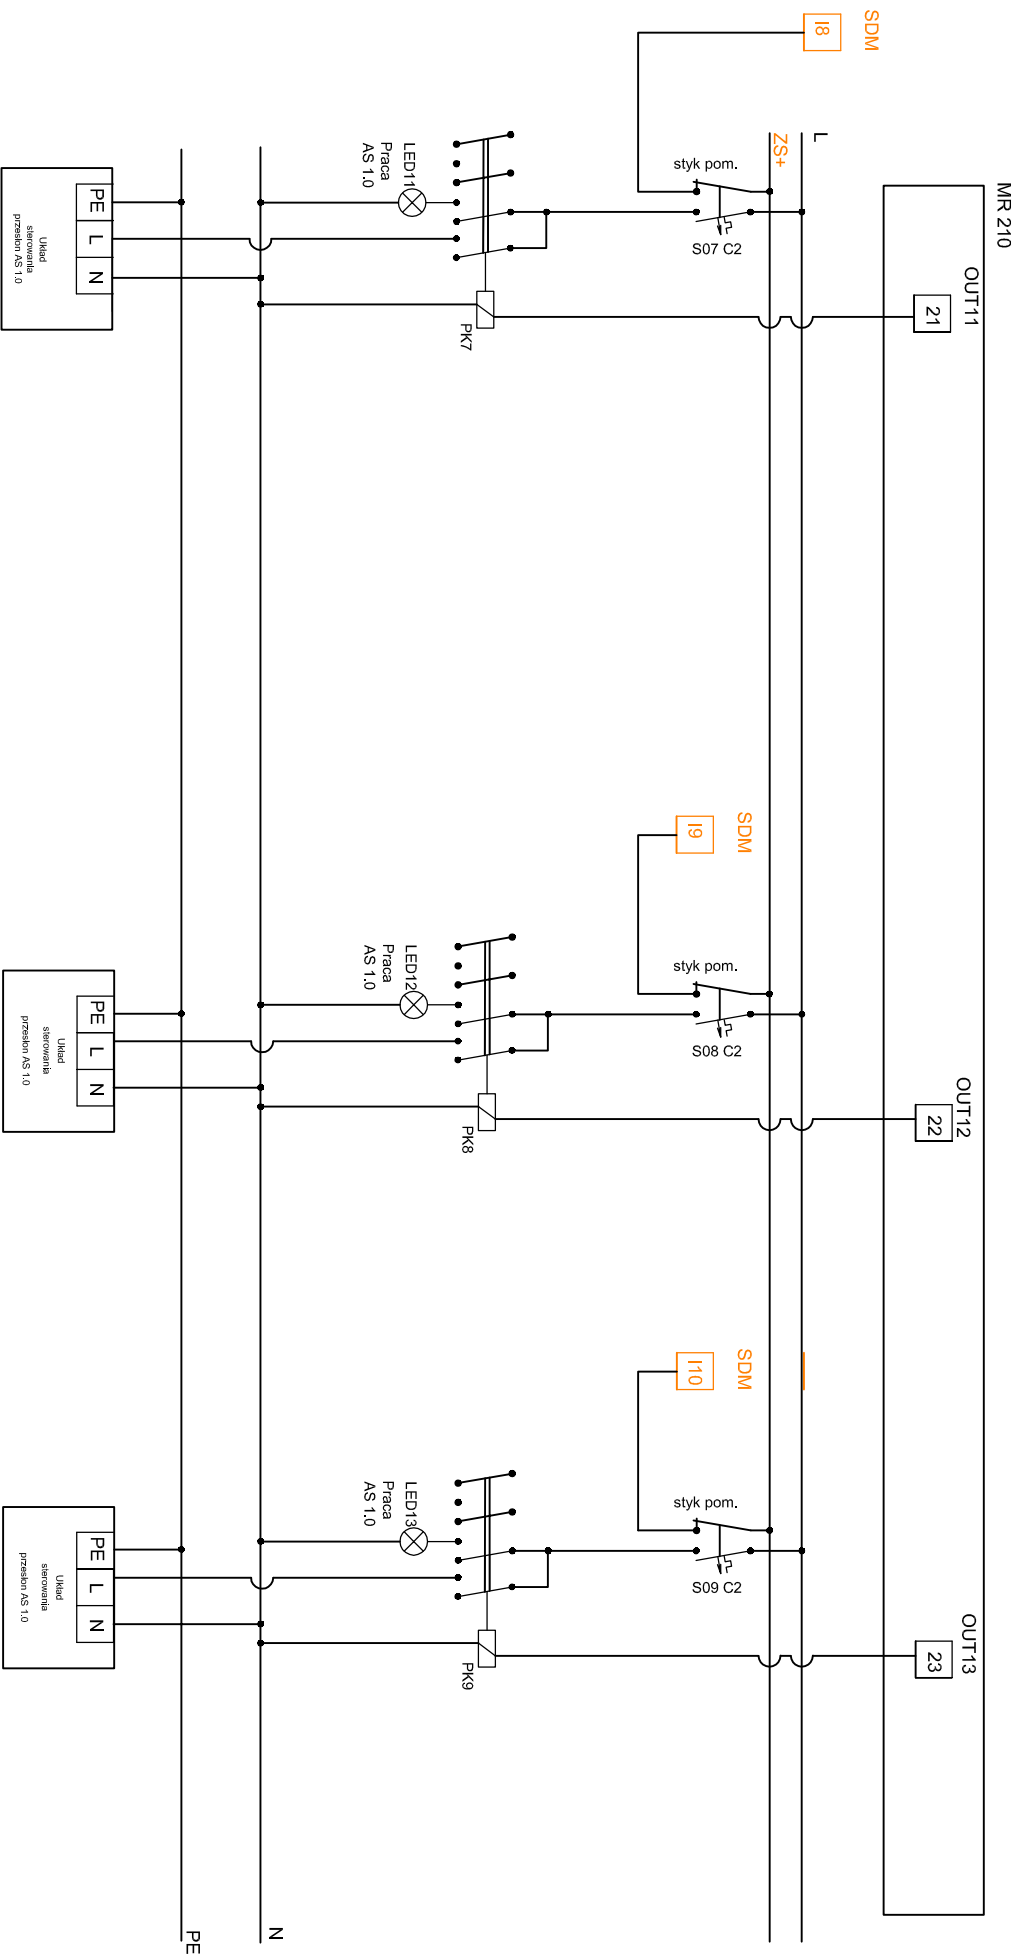 MR 210
OUT11
21
OUT12
22
OUT13
23
SDM
I8
L
ZS+
styk pom.
S07 C2
SDM
I9
styk pom.
S08 C2
SDM
I10
styk pom.
S09 C2
LED11
Praca
AS 1.0
PK7
LED12
Praca
AS 1.0
PK8
LED13
Praca
AS 1.0
PK9
N
PE
PE
L
N
Układ
sterowania
przesłon AS 1.0
PE
L
N
Układ
sterowania
przesłon AS 1.0
PE
L
N
Układ
sterowania
przesłon AS 1.0